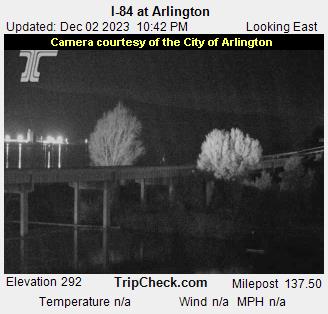 I-84 at Arlington
Updated: Dec 02 2023 10:42 PM Looking East
Camera courtesy of the City of Arlington
Elevation 292 TripCheck.com Milepost 137.50
Temperature n/a Wind n/a MPH n/a